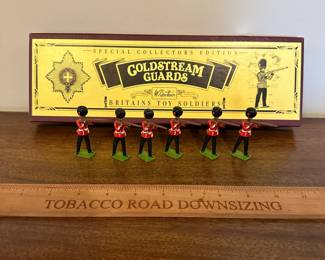 SPECIAL COLLECTORS EDITION
COLDSTREAM
GUARDS
Britains
BRITAINS TOY SOLDIERS
TOBACCO ROAD DOWNSIZING